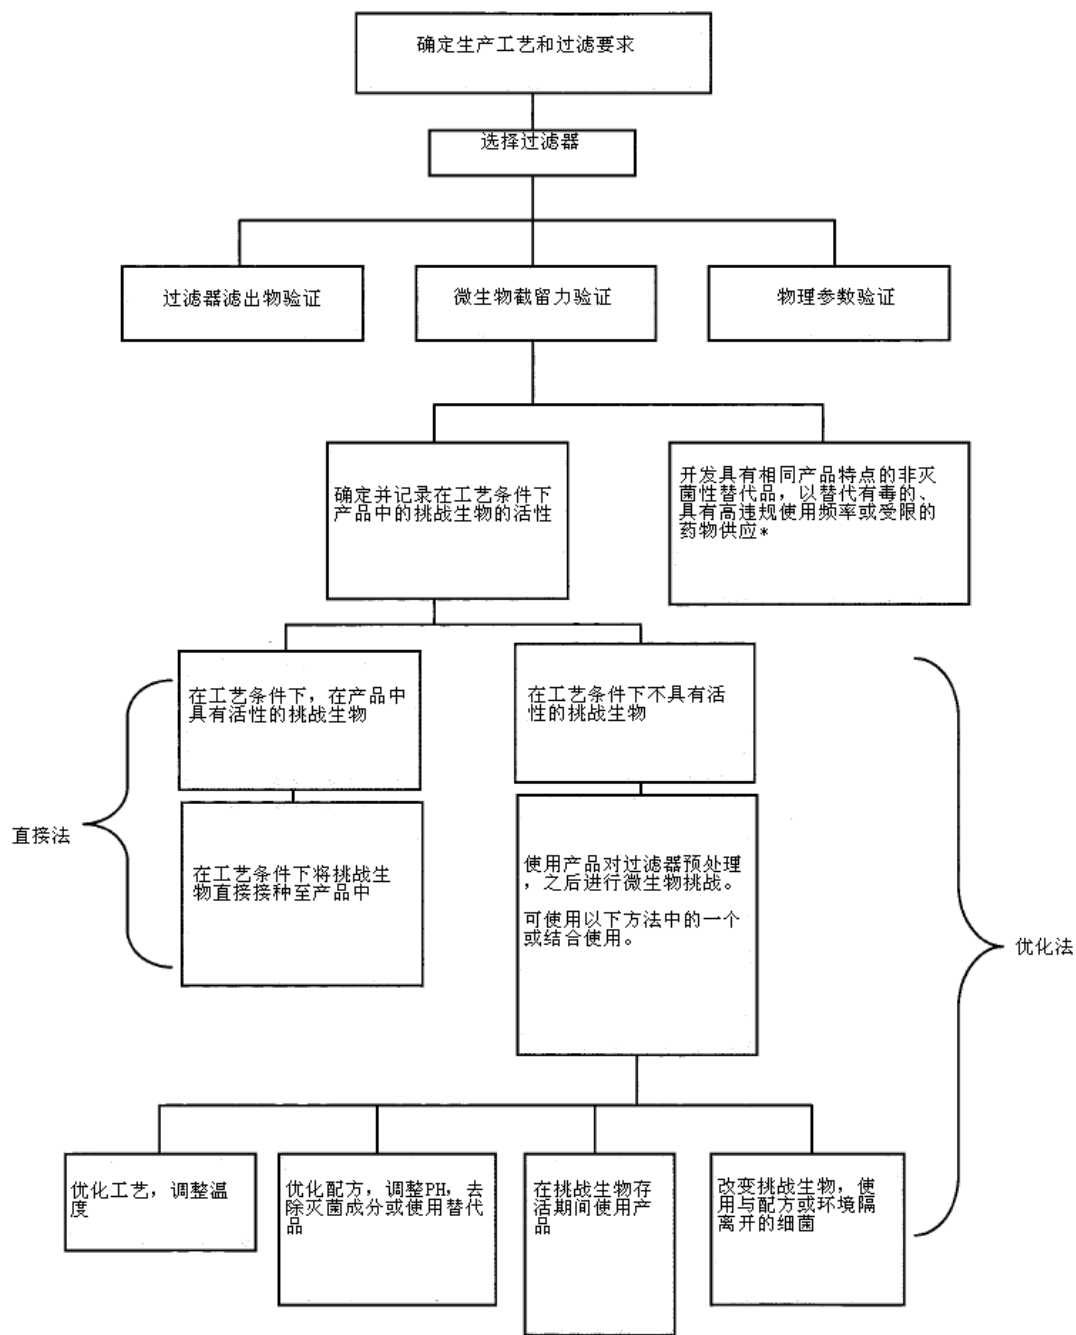 确定生产工艺和过滤要求
选择过滤器
过滤器滤出物验证
微生物截留力验证
物理参数验证
确定并记录在工艺条件下
产品中的挑战生物的活性
开发具有相同产品特点的非灭
菌性替代品，以替代有毒的、
具有高违规使用频率或受限的
药物供应*
在工艺条件下，在产品中
具有活性的挑战生物
在工艺条件下不具有活
性的挑战生物
直接法
在工艺条件下将挑战生
物直接接种至产品中
使用产品对过滤器预处理
，之后进行微生物挑战。
可使用以下方法中的一个
或结合使用。
优化法
优化工艺，调整温
度
优化配方，调整PH，去
除灭菌成分或使用替代
品
在挑战生物存
活期间使用产
品
改变挑战生物，使
用与配方或环境隔
离开的细菌